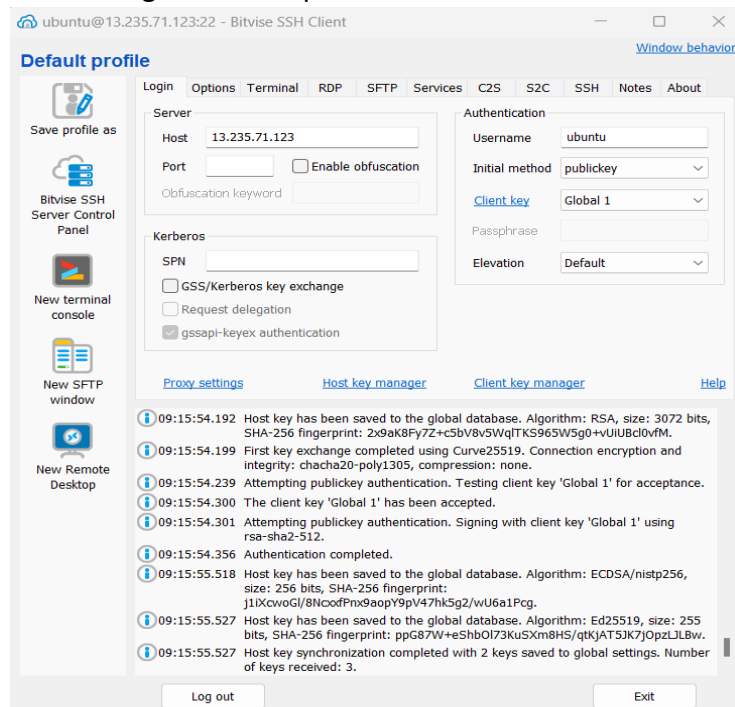 ubuntu@13.235.71.123:22 - Bitvise SSH Client
Window behavior
Default profile
Login Options Terminal RDP SFTP Services C2S S2C SSH Notes About
Save profile as
Bitvise SSH
Server Control
Panel
New terminal
console
New SFTP
window
New Remote
Desktop
Server
Host 13.235.71.123
Port Enable obfuscation
Obfuscation keyword
Kerberos
SPN
GSS/Kerberos key exchange
Request delegation
gssapi-keyex authentication
Authentication
Username ubuntu
Initial method publickey
Client key Global 1
Passphrase
Elevation Default
Proxy settings Host key manager Client key manager Help
09:15:54.192 Host key has been saved to the global database. Algorithm: RSA, size: 3072 bits,
SHA-256 fingerprint: 2x9aK8Fy7Z+c5bV8v5WqlTKS965W5g0+vUiUBcl0vfM.
09:15:54.199 First key exchange completed using Curve25519. Connection encryption and
integrity: chacha20-poly1305, compression: none.
09:15:54.239 Attempting publickey authentication. Testing client key 'Global 1' for acceptance.
09:15:54.300 The client key 'Global 1' has been accepted.
09:15:54.301 Attempting publickey authentication. Signing with client key 'Global 1' using
rsa-sha2-512.
09:15:54.356 Authentication completed.
09:15:55.518 Host key has been saved to the global database. Algorithm: ECDSA/nistp256,
size: 256 bits, SHA-256 fingerprint:
j1iXcwoGl/8NcxxfPnx9aopY9pV47hk5g2/wU6a1Pcg.
09:15:55.527 Host key has been saved to the global database. Algorithm: Ed25519, size: 255
bits, SHA-256 fingerprint: ppG87W+eShbOl73KuSXm8HS/qtKjAT5JK7jOpzLJLBw.
09:15:55.527 Host key synchronization completed with 2 keys saved to global settings. Number
of keys received: 3.
Log out Exit